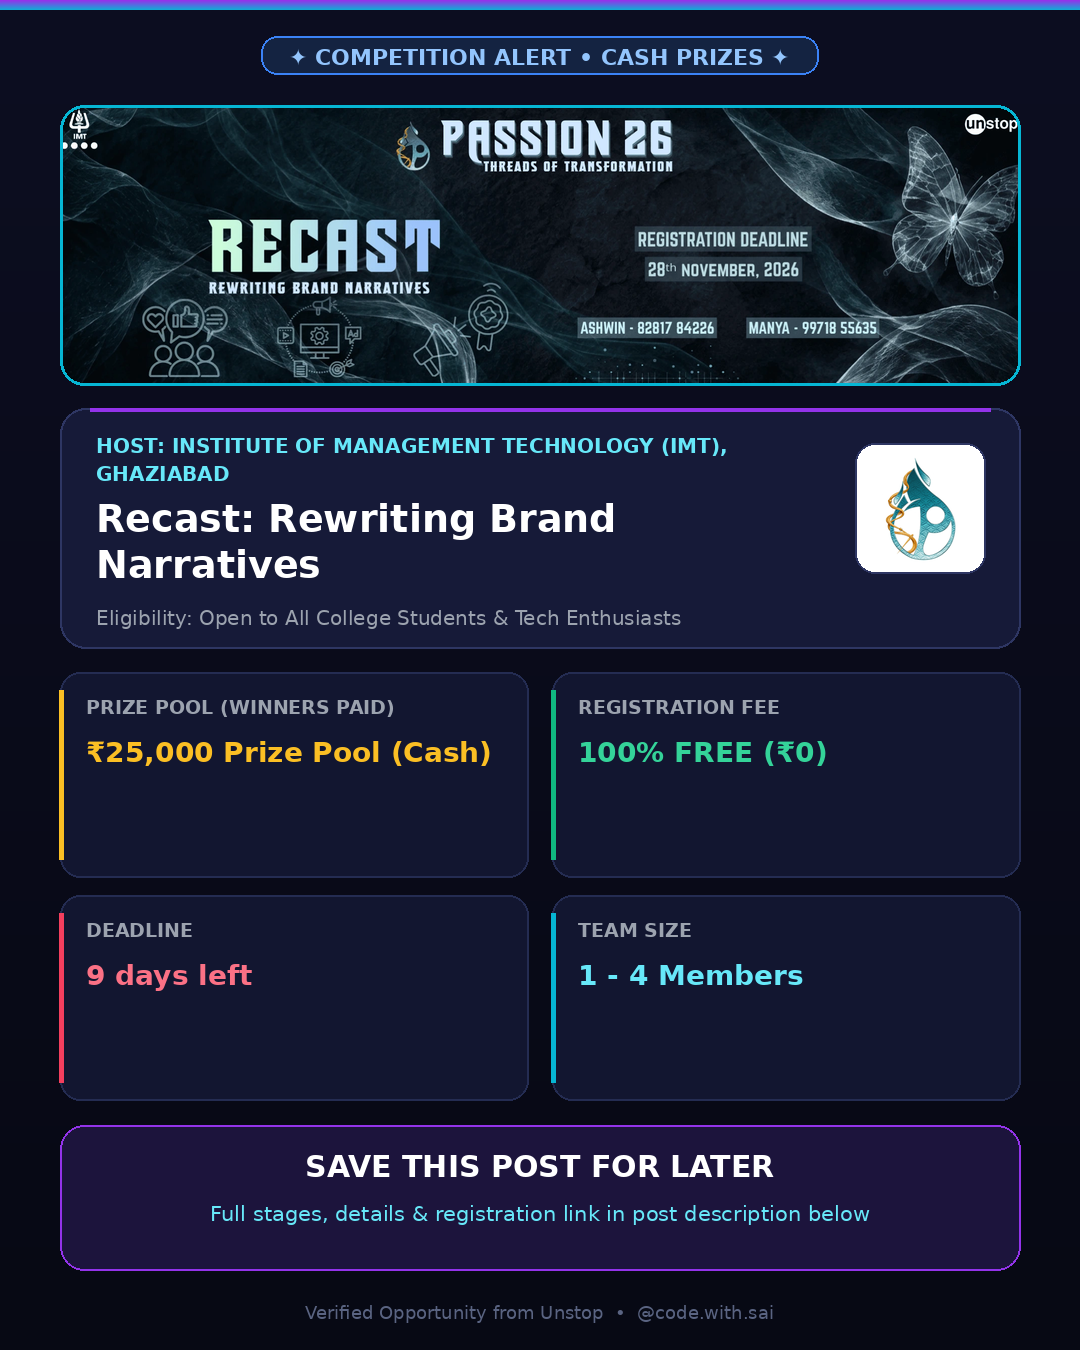 ✦ COMPETITION ALERT • CASH PRIZES ✦
IMT
unstop
PASSION 26
THREADS OF TRANSFORMATION
RECAST
REWRITING BRAND NARRATIVES
REGISTRATION DEADLINE
28th NOVEMBER, 2026
Ad
ASHWIN - 82817 84226
MANYA - 99718 55635
HOST: INSTITUTE OF MANAGEMENT TECHNOLOGY (IMT),
GHAZIABAD
Recast: Rewriting Brand
Narratives
Eligibility: Open to All College Students & Tech Enthusiasts
PRIZE POOL (WINNERS PAID)
₹25,000 Prize Pool (Cash)
REGISTRATION FEE
100% FREE (₹0)
DEADLINE
9 days left
TEAM SIZE
1 - 4 Members
SAVE THIS POST FOR LATER
Full stages, details & registration link in post description below
Verified Opportunity from Unstop • @code.with.sai